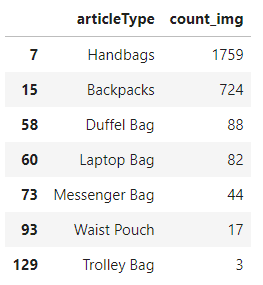 articleType count_img
7 Handbags 1759
15 Backpacks 724
58 Duffel Bag 88
60 Laptop Bag 82
73 Messenger Bag 44
93 Waist Pouch 17
129 Trolley Bag 3